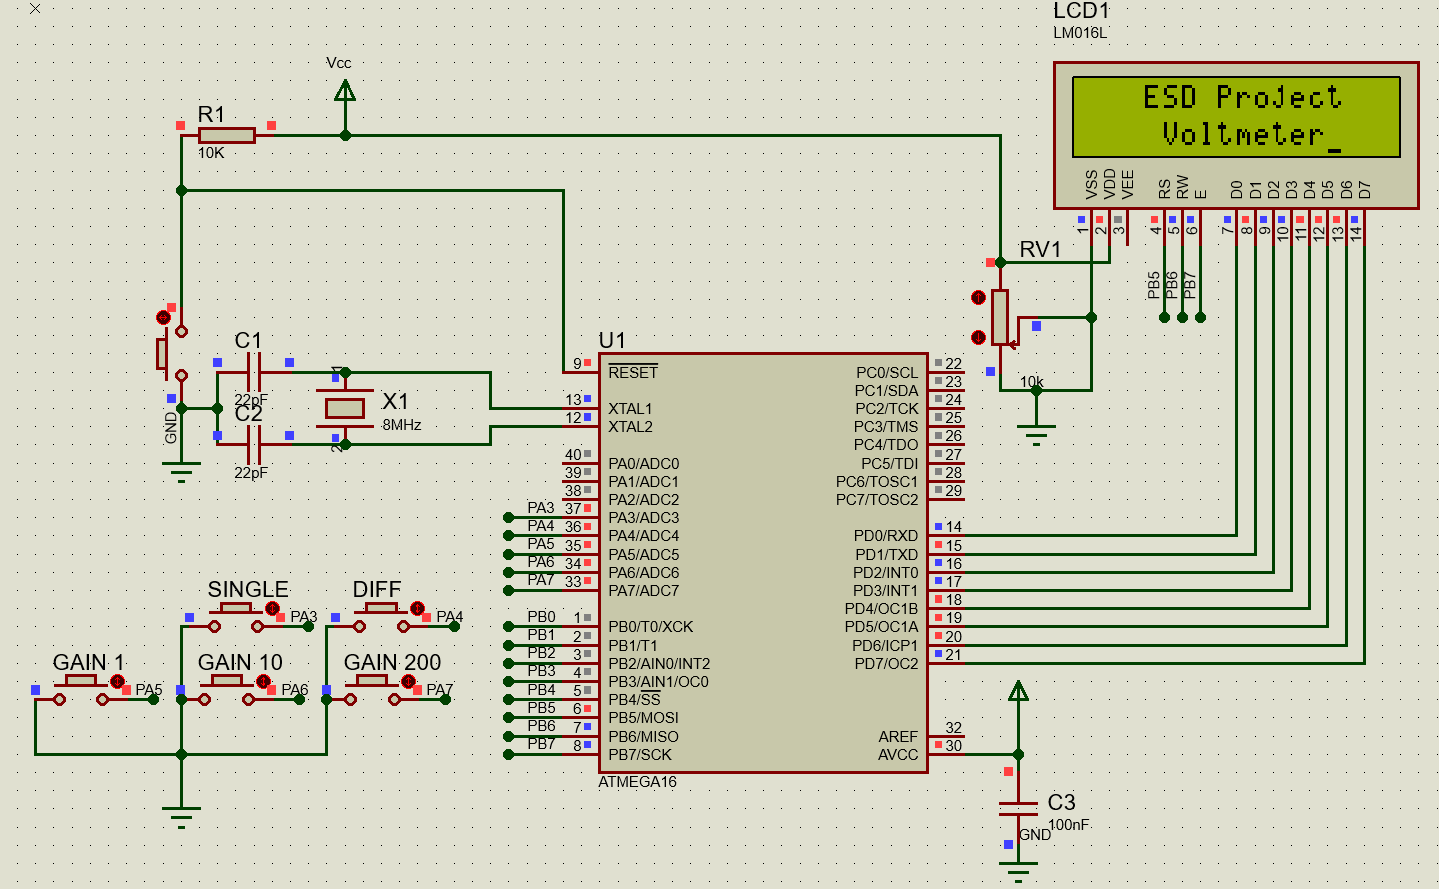 LCD1
LM016L
ESD Project
Voltmeter_
VSS VDD VEE RS RW E D0 D1 D2 D3 D4 D5 D6 D7
1 2 3 4 5 6 7 8 9 10 11 12 13 14
PB5 PB6 PB7
Vcc
R1
10K
RV1
10k
C1
22pF
C2
22pF
X1
8MHz
1
2
GND
U1
9 RESET
13 XTAL1
12 XTAL2
40 PA0/ADC0
39 PA1/ADC1
38 PA2/ADC2
PA3 37 PA3/ADC3
PA4 36 PA4/ADC4
PA5 35 PA5/ADC5
PA6 34 PA6/ADC6
PA7 33 PA7/ADC7
PB0 1 PB0/T0/XCK
PB1 2 PB1/T1
PB2 3 PB2/AIN0/INT2
PB3 4 PB3/AIN1/OC0
PB4 5 PB4/SS
PB5 6 PB5/MOSI
PB6 7 PB6/MISO
PB7 8 PB7/SCK
PC0/SCL 22
PC1/SDA 23
PC2/TCK 24
PC3/TMS 25
PC4/TDO 26
PC5/TDI 27
PC6/TOSC1 28
PC7/TOSC2 29
PD0/RXD 14
PD1/TXD 15
PD2/INT0 16
PD3/INT1 17
PD4/OC1B 18
PD5/OC1A 19
PD6/ICP1 20
PD7/OC2 21
AREF 32
AVCC 30
ATMEGA16
SINGLE
PA3
DIFF
PA4
GAIN 1
PA5
GAIN 10
PA6
GAIN 200
PA7
C3
100nF
GND